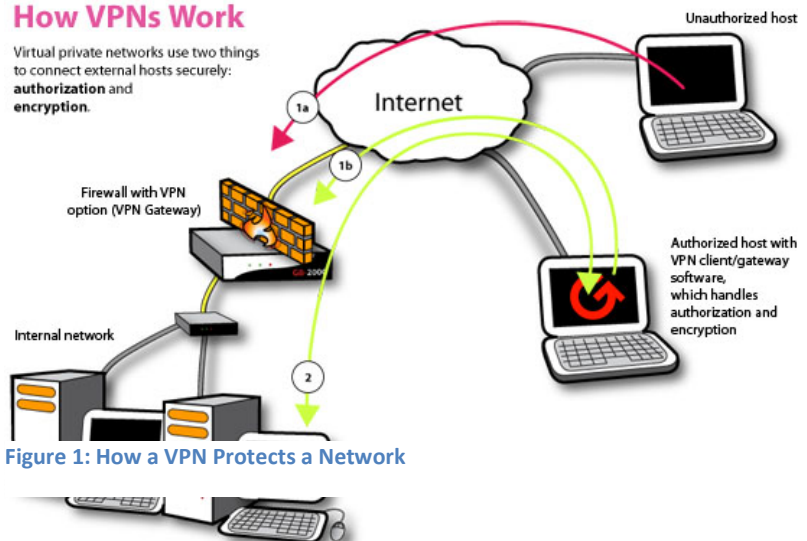 How VPNs Work
Virtual private networks use two things
to connect external hosts securely:
authorization and
encryption.
Unauthorized host
Internet
1a
1b
Firewall with VPN
option (VPN Gateway)
GB-2000
Authorized host with
VPN client/gateway
software,
which handles
authorization and
encryption
Internal network
2
Figure 1: How a VPN Protects a Network